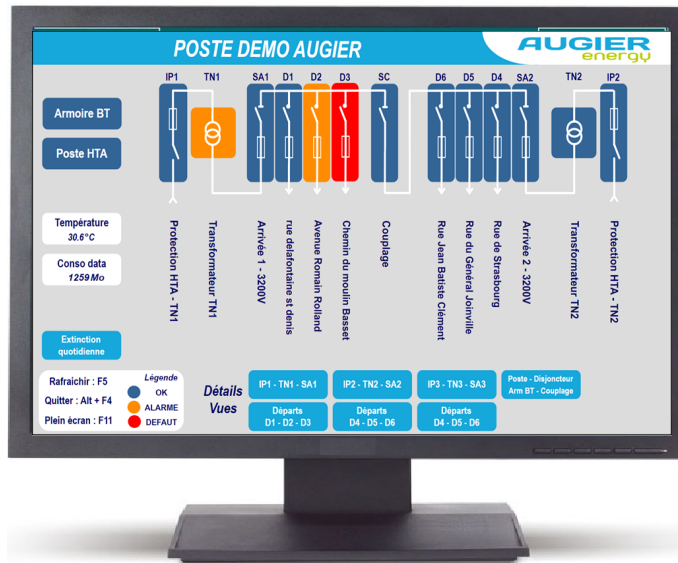 POSTE DEMO AUGIER
AUGIER
energy
IP1
TN1
SA1
D1
D2
D3
SC
D6
D5
D4
SA2
TN2
IP2
Armoire BT
Poste HTA
Température
30.6°C
Conso data
1259 Mo
Extinction
quotidienne
Protection HTA - TN1
Transformateur TN1
Arrivée 1 - 3200V
rue delafontaine st denis
Avenue Romain Rolland
Chemin du moulin Basset
Couplage
Rue Jean Batiste Clément
Rue du Général Joinville
Rue de Strasbourg
Arrivée 2 - 3200V
Transformateur TN2
Protection HTA - TN2
Rafraichir : F5
Quitter : Alt + F4
Plein écran : F11
Légende
OK
ALARME
DEFAUT
Détails
Vues
IP1 - TN1 - SA1
IP2 - TN2 - SA2
IP3 - TN3 - SA3
Poste - Disjoncteur
Arm BT - Couplage
Départs
D1 - D2 - D3
Départs
D4 - D5 - D6
Départs
D4 - D5 - D6